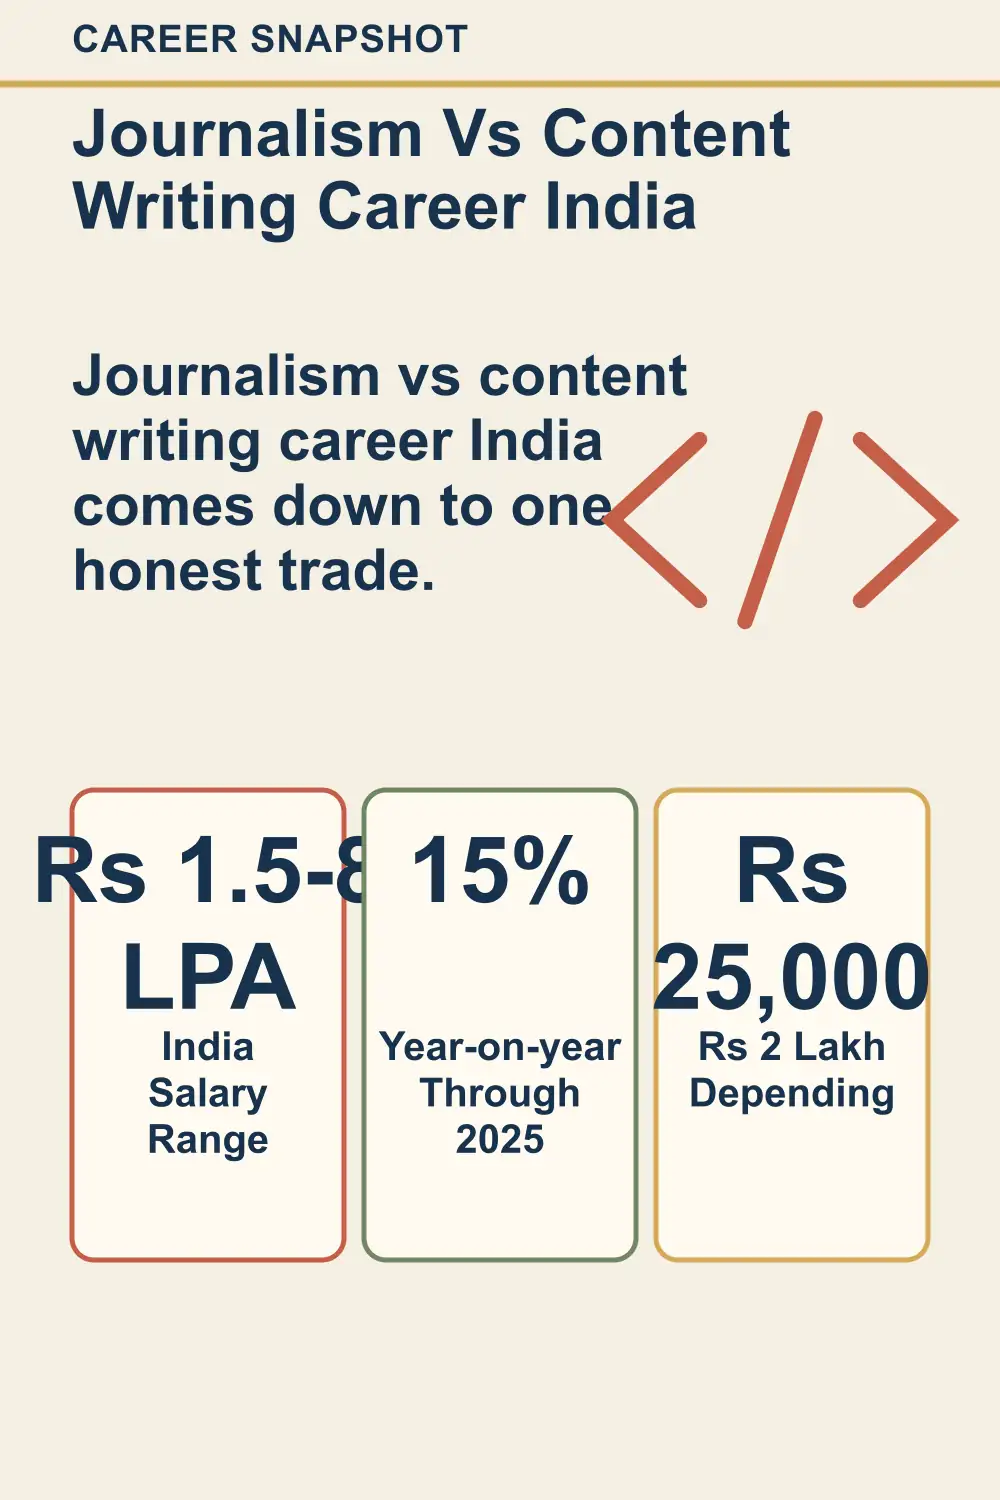 CAREER SNAPSHOT
Journalism Vs Content
Writing Career India
Journalism vs content
writing career India
comes down to one
honest trade.
</>
Rs 1.5-8
LPA
India
Salary
Range
15%
Year-on-year
Through
2025
Rs
25,000
Rs 2 Lakh
Depending